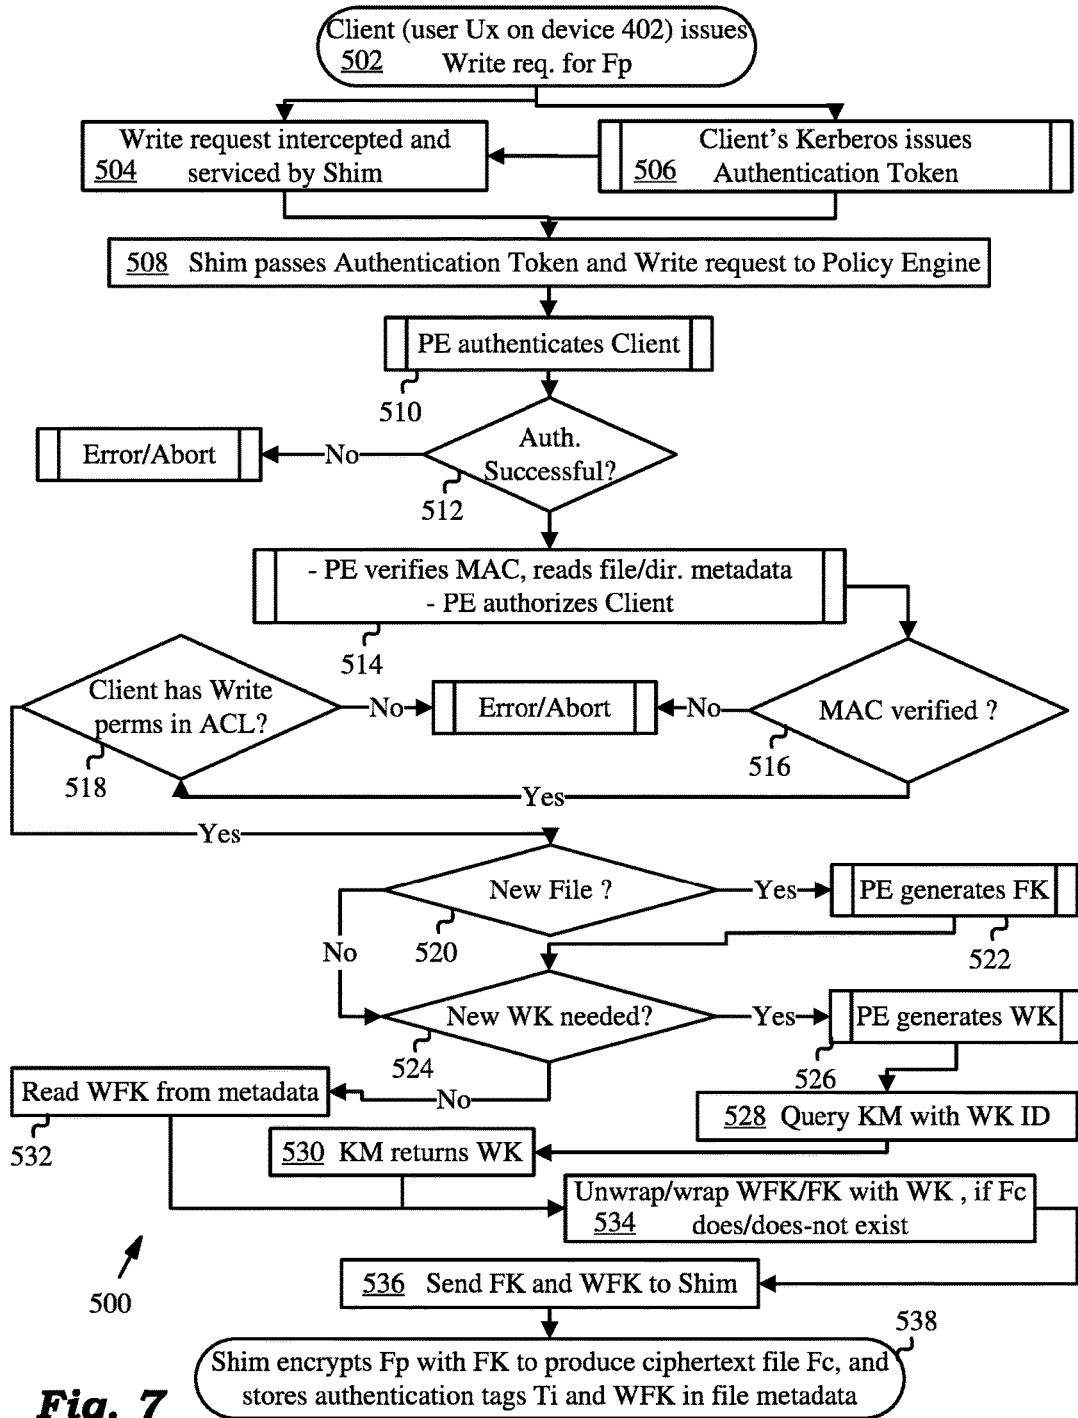 Client (user Ux on device 402) issues
502 Write req. for Fp
Write request intercepted and
504 serviced by Shim
Client's Kerberos issues
506 Authentication Token
508 Shim passes Authentication Token and Write request to Policy Engine
PE authenticates Client
510
Auth.
Successful?
512
No
Error/Abort
- PE verifies MAC, reads file/dir. metadata
- PE authorizes Client
514
Client has Write
perms in ACL?
518
No
Error/Abort
No
MAC verified ?
516
Yes
Yes
New File ?
520
Yes
PE generates FK
522
No
New WK needed?
524
Yes
PE generates WK
526
No
Read WFK from metadata
532
528 Query KM with WK ID
530 KM returns WK
Unwrap/wrap WFK/FK with WK , if Fc
534 does/does-not exist
536 Send FK and WFK to Shim
500
538
Shim encrypts Fp with FK to produce ciphertext file Fc, and
stores authentication tags Ti and WFK in file metadata
Fig. 7